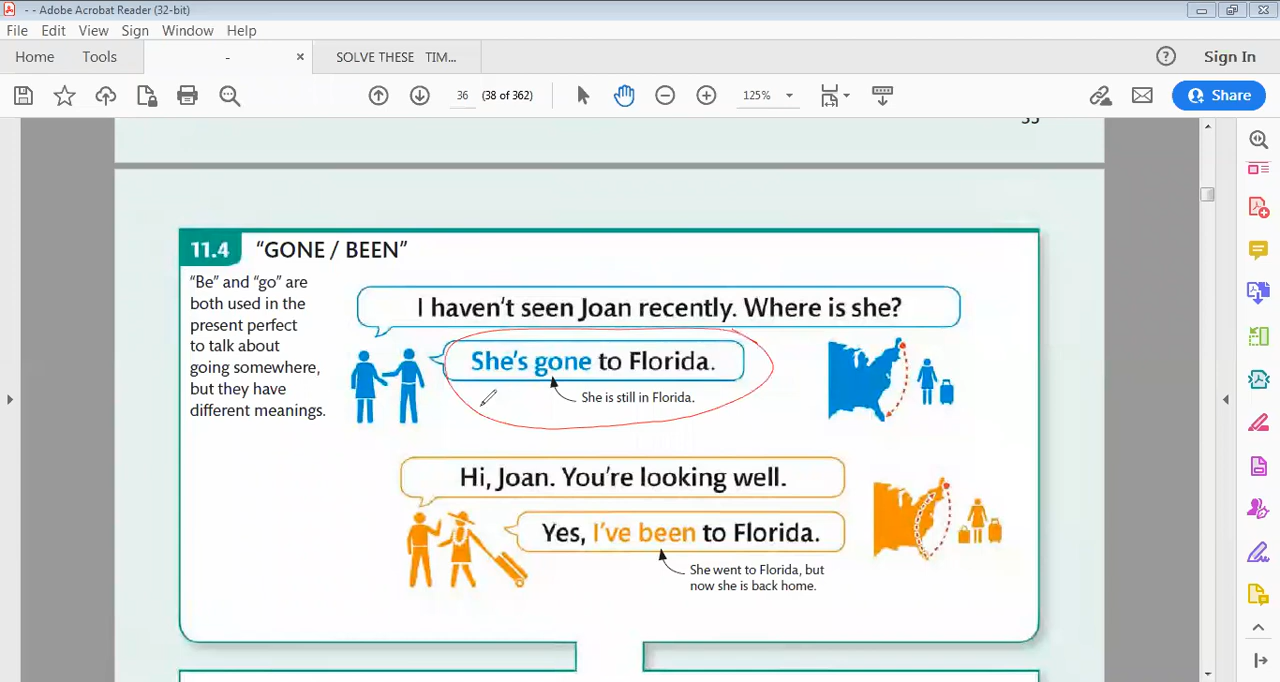 - - Adobe Acrobat Reader (32-bit)
File Edit View Sign Window Help
Home Tools - × SOLVE THESE TIM... ? Sign In
36 (38 of 362) 125% Share
11.4 "GONE / BEEN"
"Be" and "go" are
both used in the
present perfect
to talk about
going somewhere,
but they have
different meanings.
I haven't seen Joan recently. Where is she?
She's gone to Florida.
She is still in Florida.
Hi, Joan. You're looking well.
Yes, I've been to Florida.
She went to Florida, but
now she is back home.